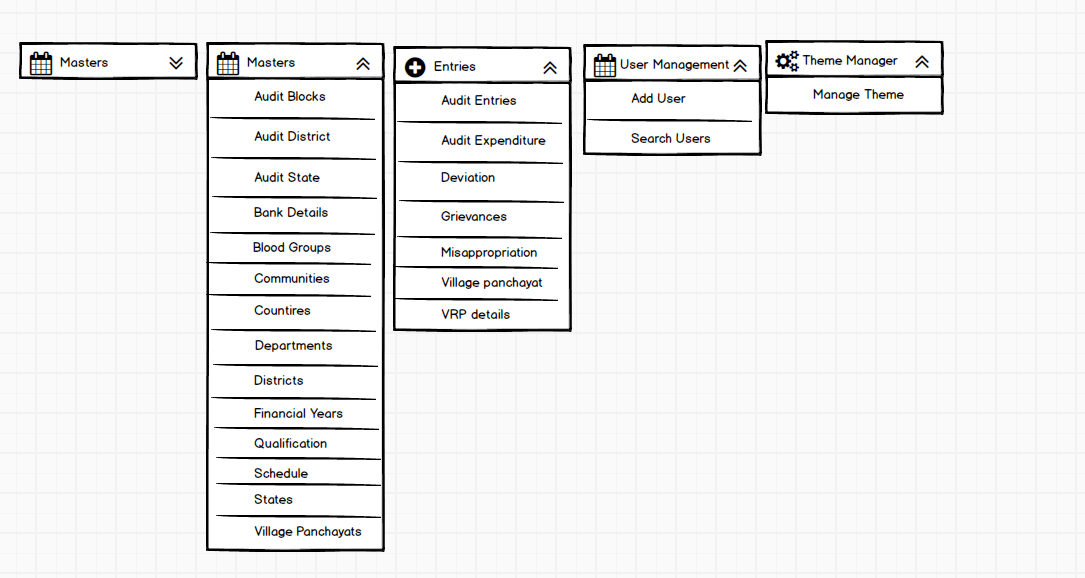 Masters
Masters
Audit Blocks
Audit District
Audit State
Bank Details
Blood Groups
Communities
Countires
Departments
Districts
Financial Years
Qualification
Schedule
States
Village Panchayats
Entries
Audit Entries
Audit Expenditure
Deviation
Grievances
Misappropriation
Village panchayat
VRP details
User Management
Add User
Search Users
Theme Manager
Manage Theme